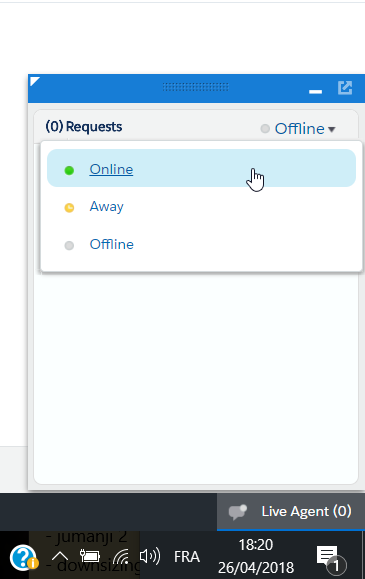 (0) Requests
Offline
Online
Away
Offline
Live Agent (0)
- jumanji 2
- downsizing
FRA
18:20
26/04/2018
1